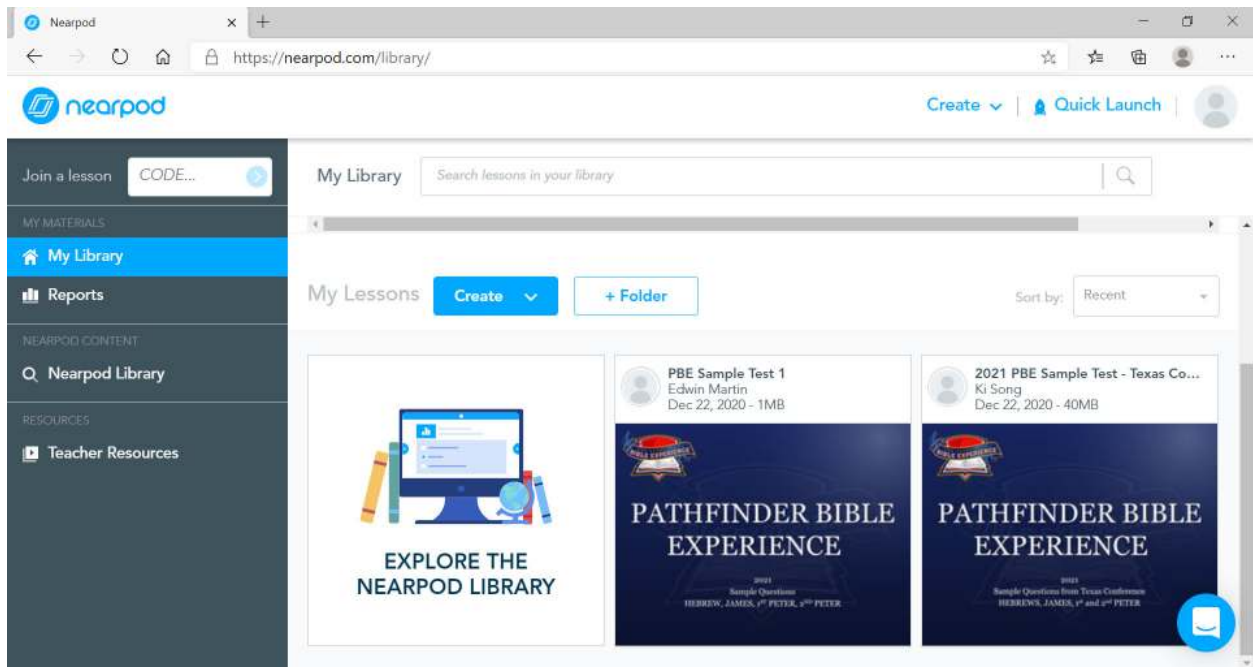 Nearpod
https://nearpod.com/library/
nearpod
Create
Quick Launch
Join a lesson
CODE...
My Library
Search lessons in your library
MY MATERIALS
My Library
Reports
NEARPOD CONTENT
Nearpod Library
RESOURCES
Teacher Resources
My Lessons
Create
+ Folder
Sort by:
Recent
EXPLORE THE
NEARPOD LIBRARY
PBE Sample Test 1
Edwin Martin
Dec 22, 2020 - 1MB
BIBLE EXPERIENCE
PATHFINDER BIBLE
EXPERIENCE
2021
Sample Questions
HEBREW, JAMES, 1ST PETER, 2ND PETER
2021 PBE Sample Test - Texas Co...
Ki Song
Dec 22, 2020 - 40MB
BIBLE EXPERIENCE
PATHFINDER BIBLE
EXPERIENCE
2021
Sample Questions from Texas Conference
HEBREWS, JAMES, 1st and 2nd PETER